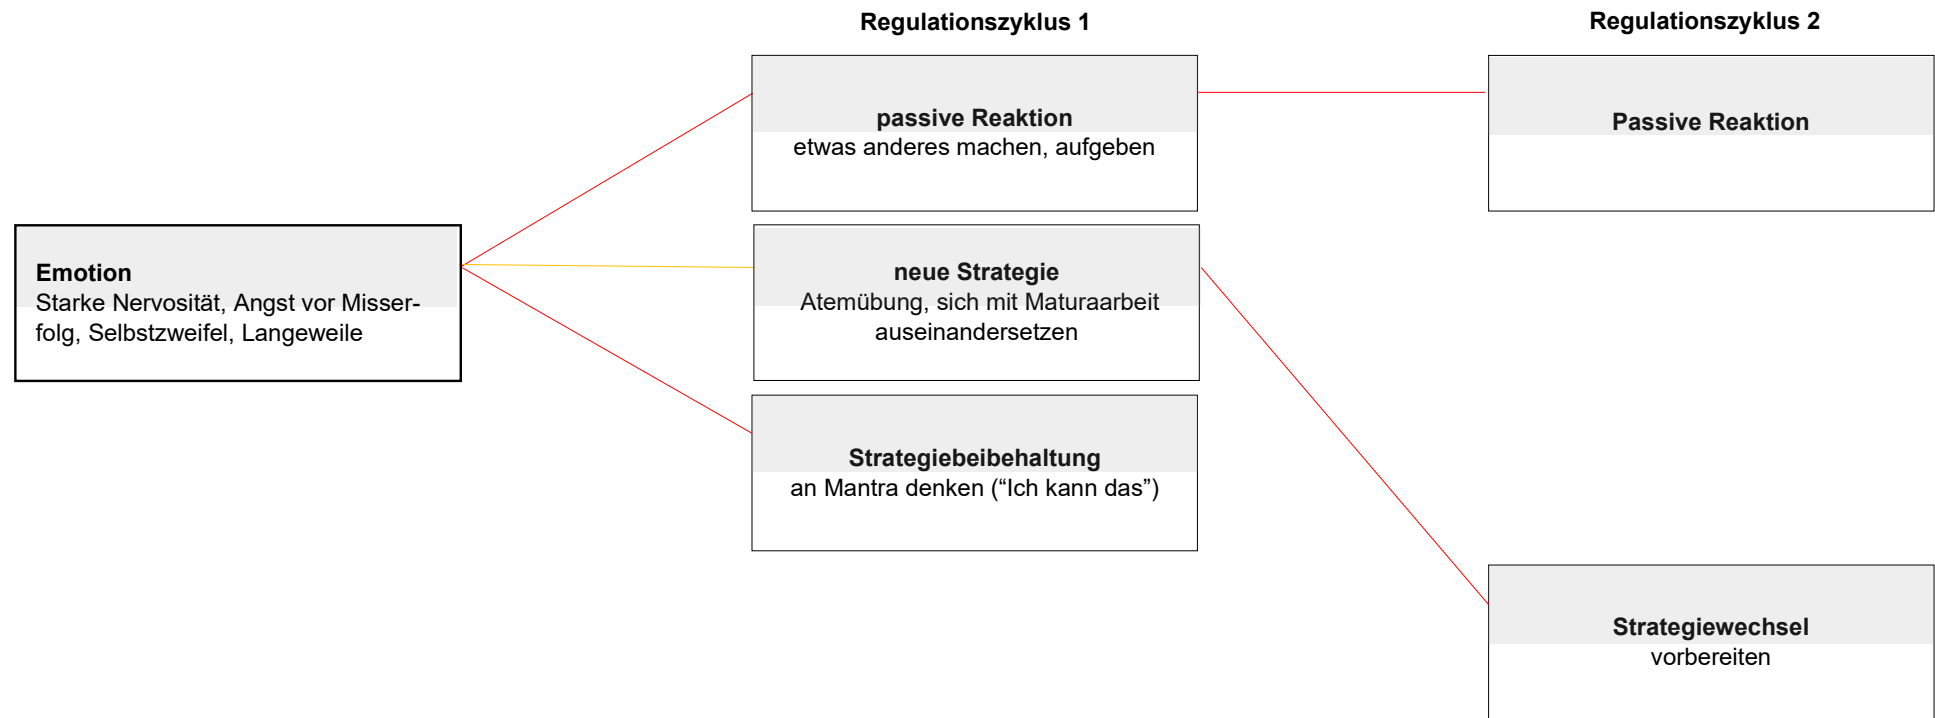 Regulationszyklus 1
Regulationszyklus 2
passive Reaktion
etwas anderes machen, aufgeben
Passive Reaktion
Emotion
Starke Nervosität, Angst vor Misser-
folg, Selbstzweifel, Langeweile
neue Strategie
Atemübung, sich mit Maturaarbeit
auseinandersetzen
Strategiebeibehaltung
an Mantra denken (“Ich kann das”)
Strategiewechsel
vorbereiten